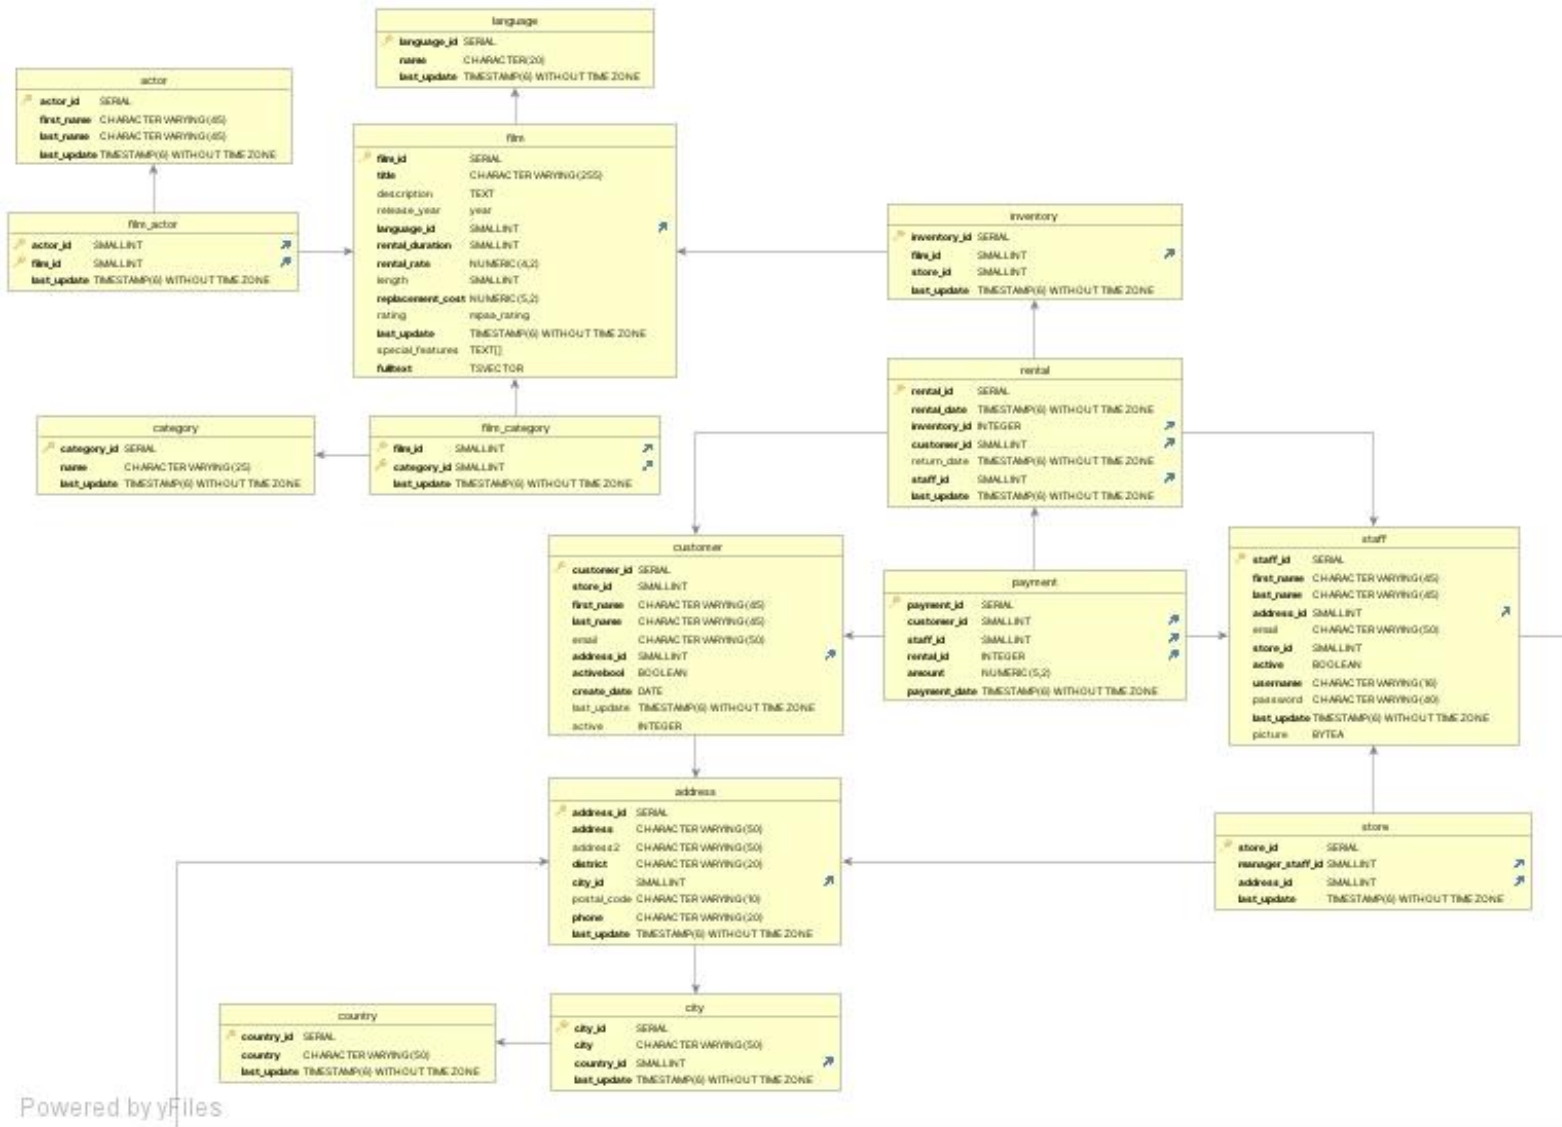 language
language_id SERIAL
name CHARACTER(20)
last_update TIMESTAMP(6) WITHOUT TIME ZONE
actor
actor_id SERIAL
first_name CHARACTER VARYING(45)
last_name CHARACTER VARYING(45)
last_update TIMESTAMP(6) WITHOUT TIME ZONE
film
film_id SERIAL
title CHARACTER VARYING(255)
description TEXT
release_year year
language_id SMALLINT
rental_duration SMALLINT
rental_rate NUMERIC(4,2)
length SMALLINT
replacement_cost NUMERIC(5,2)
rating mpaa_rating
last_update TIMESTAMP(6) WITHOUT TIME ZONE
special_features TEXT[]
fulltext TSVECTOR
film_actor
actor_id SMALLINT
film_id SMALLINT
last_update TIMESTAMP(6) WITHOUT TIME ZONE
inventory
inventory_id SERIAL
film_id SMALLINT
store_id SMALLINT
last_update TIMESTAMP(6) WITHOUT TIME ZONE
rental
rental_id SERIAL
rental_date TIMESTAMP(6) WITHOUT TIME ZONE
inventory_id INTEGER
customer_id SMALLINT
return_date TIMESTAMP(6) WITHOUT TIME ZONE
staff_id SMALLINT
last_update TIMESTAMP(6) WITHOUT TIME ZONE
category
category_id SERIAL
name CHARACTER VARYING(25)
last_update TIMESTAMP(6) WITHOUT TIME ZONE
film_category
film_id SMALLINT
category_id SMALLINT
last_update TIMESTAMP(6) WITHOUT TIME ZONE
customer
customer_id SERIAL
store_id SMALLINT
first_name CHARACTER VARYING(45)
last_name CHARACTER VARYING(45)
email CHARACTER VARYING(50)
address_id SMALLINT
activebool BOOLEAN
create_date DATE
last_update TIMESTAMP(6) WITHOUT TIME ZONE
active INTEGER
payment
payment_id SERIAL
customer_id SMALLINT
staff_id SMALLINT
rental_id INTEGER
amount NUMERIC(5,2)
payment_date TIMESTAMP(6) WITHOUT TIME ZONE
staff
staff_id SERIAL
first_name CHARACTER VARYING(45)
last_name CHARACTER VARYING(45)
address_id SMALLINT
email CHARACTER VARYING(50)
store_id SMALLINT
active BOOLEAN
username CHARACTER VARYING(16)
password CHARACTER VARYING(40)
last_update TIMESTAMP(6) WITHOUT TIME ZONE
picture BYTEA
address
address_id SERIAL
address CHARACTER VARYING(50)
address2 CHARACTER VARYING(50)
district CHARACTER VARYING(20)
city_id SMALLINT
postal_code CHARACTER VARYING(10)
phone CHARACTER VARYING(20)
last_update TIMESTAMP(6) WITHOUT TIME ZONE
store
store_id SERIAL
manager_staff_id SMALLINT
address_id SMALLINT
last_update TIMESTAMP(6) WITHOUT TIME ZONE
country
country_id SERIAL
country CHARACTER VARYING(50)
last_update TIMESTAMP(6) WITHOUT TIME ZONE
city
city_id SERIAL
city CHARACTER VARYING(50)
country_id SMALLINT
last_update TIMESTAMP(6) WITHOUT TIME ZONE
Powered by yFiles